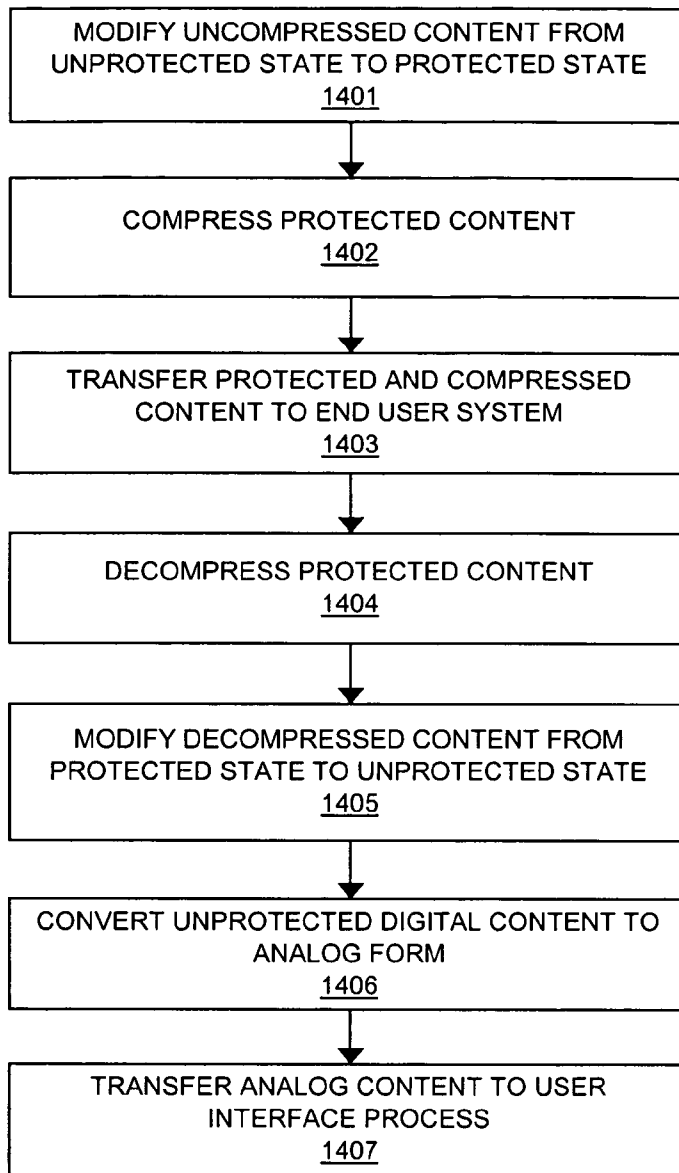 MODIFY UNCOMPRESSED CONTENT FROM
UNPROTECTED STATE TO PROTECTED STATE
1401
COMPRESS PROTECTED CONTENT
1402
TRANSFER PROTECTED AND COMPRESSED
CONTENT TO END USER SYSTEM
1403
DECOMPRESS PROTECTED CONTENT
1404
MODIFY DECOMPRESSED CONTENT FROM
PROTECTED STATE TO UNPROTECTED STATE
1405
CONVERT UNPROTECTED DIGITAL CONTENT TO
ANALOG FORM
1406
TRANSFER ANALOG CONTENT TO USER
INTERFACE PROCESS
1407